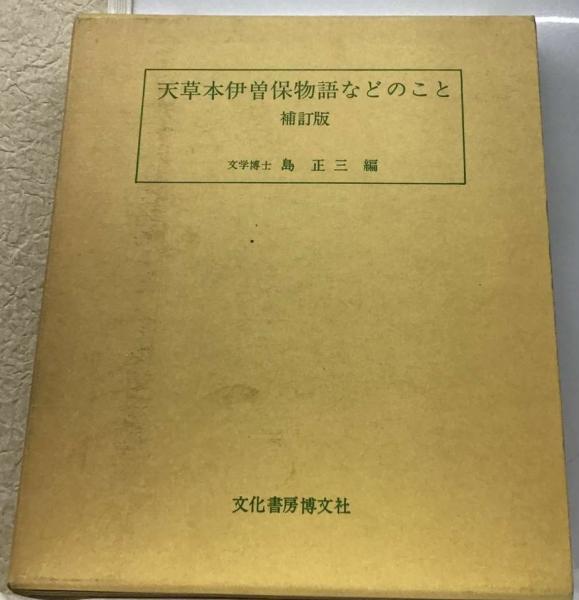 天草本伊曽保物語などのこと
補訂版
文学博士 島正三編
文化書房博文社